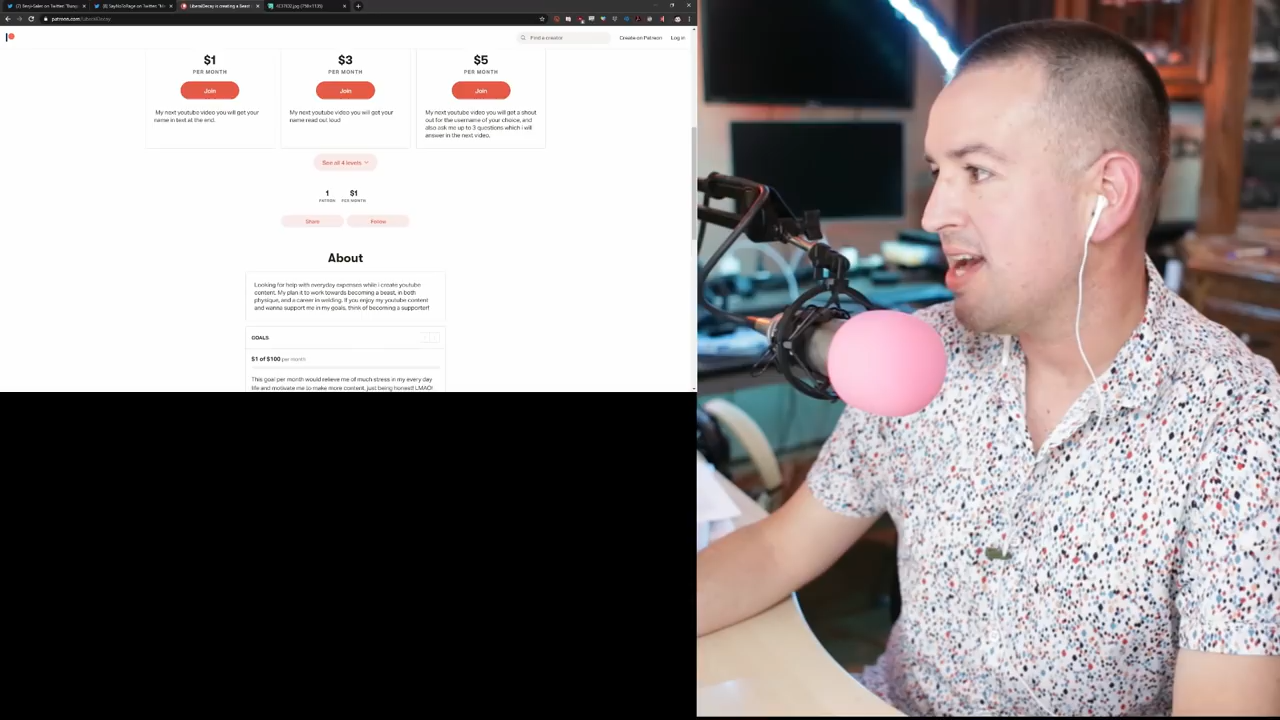 patreon.com/LiteralDecay
Find a creator
Create on Patreon
Log in
$1
PER MONTH
Join
My next youtube video you will get your
name in text at the end.
$3
PER MONTH
Join
My next youtube video you will get your
name read out loud
$5
PER MONTH
Join
My next youtube video you will get a shout
out for the username of your choice, and
also ask me up to 3 questions which i will
answer in the next video.
See all 4 levels
1
PATRON
$1
PER MONTH
Share
Follow
About
Looking for help with everyday expenses while i create youtube
content. My plan it to work towards becoming a beast, in both
physique, and a career in welding. If you enjoy my youtube content
and wanna support me in my goals, think of becoming a supporter!
GOALS
$1 of $100 per month
This goal per month would relieve me of much stress in my every day
life and motivate me to make more content, just being honest! LMAO!